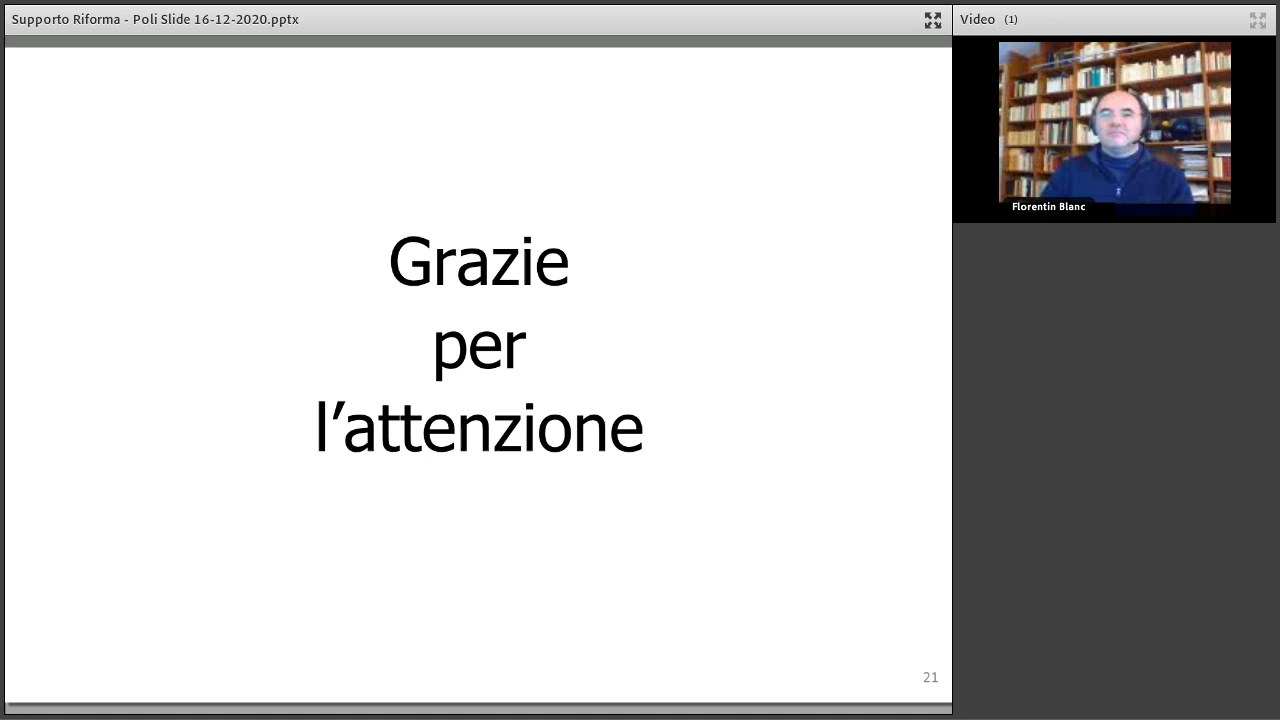 Supporto Riforma - Poli Slide 16-12-2020.pptx
Video (1)
Florentin Blanc
Grazie
per
l’attenzione
21